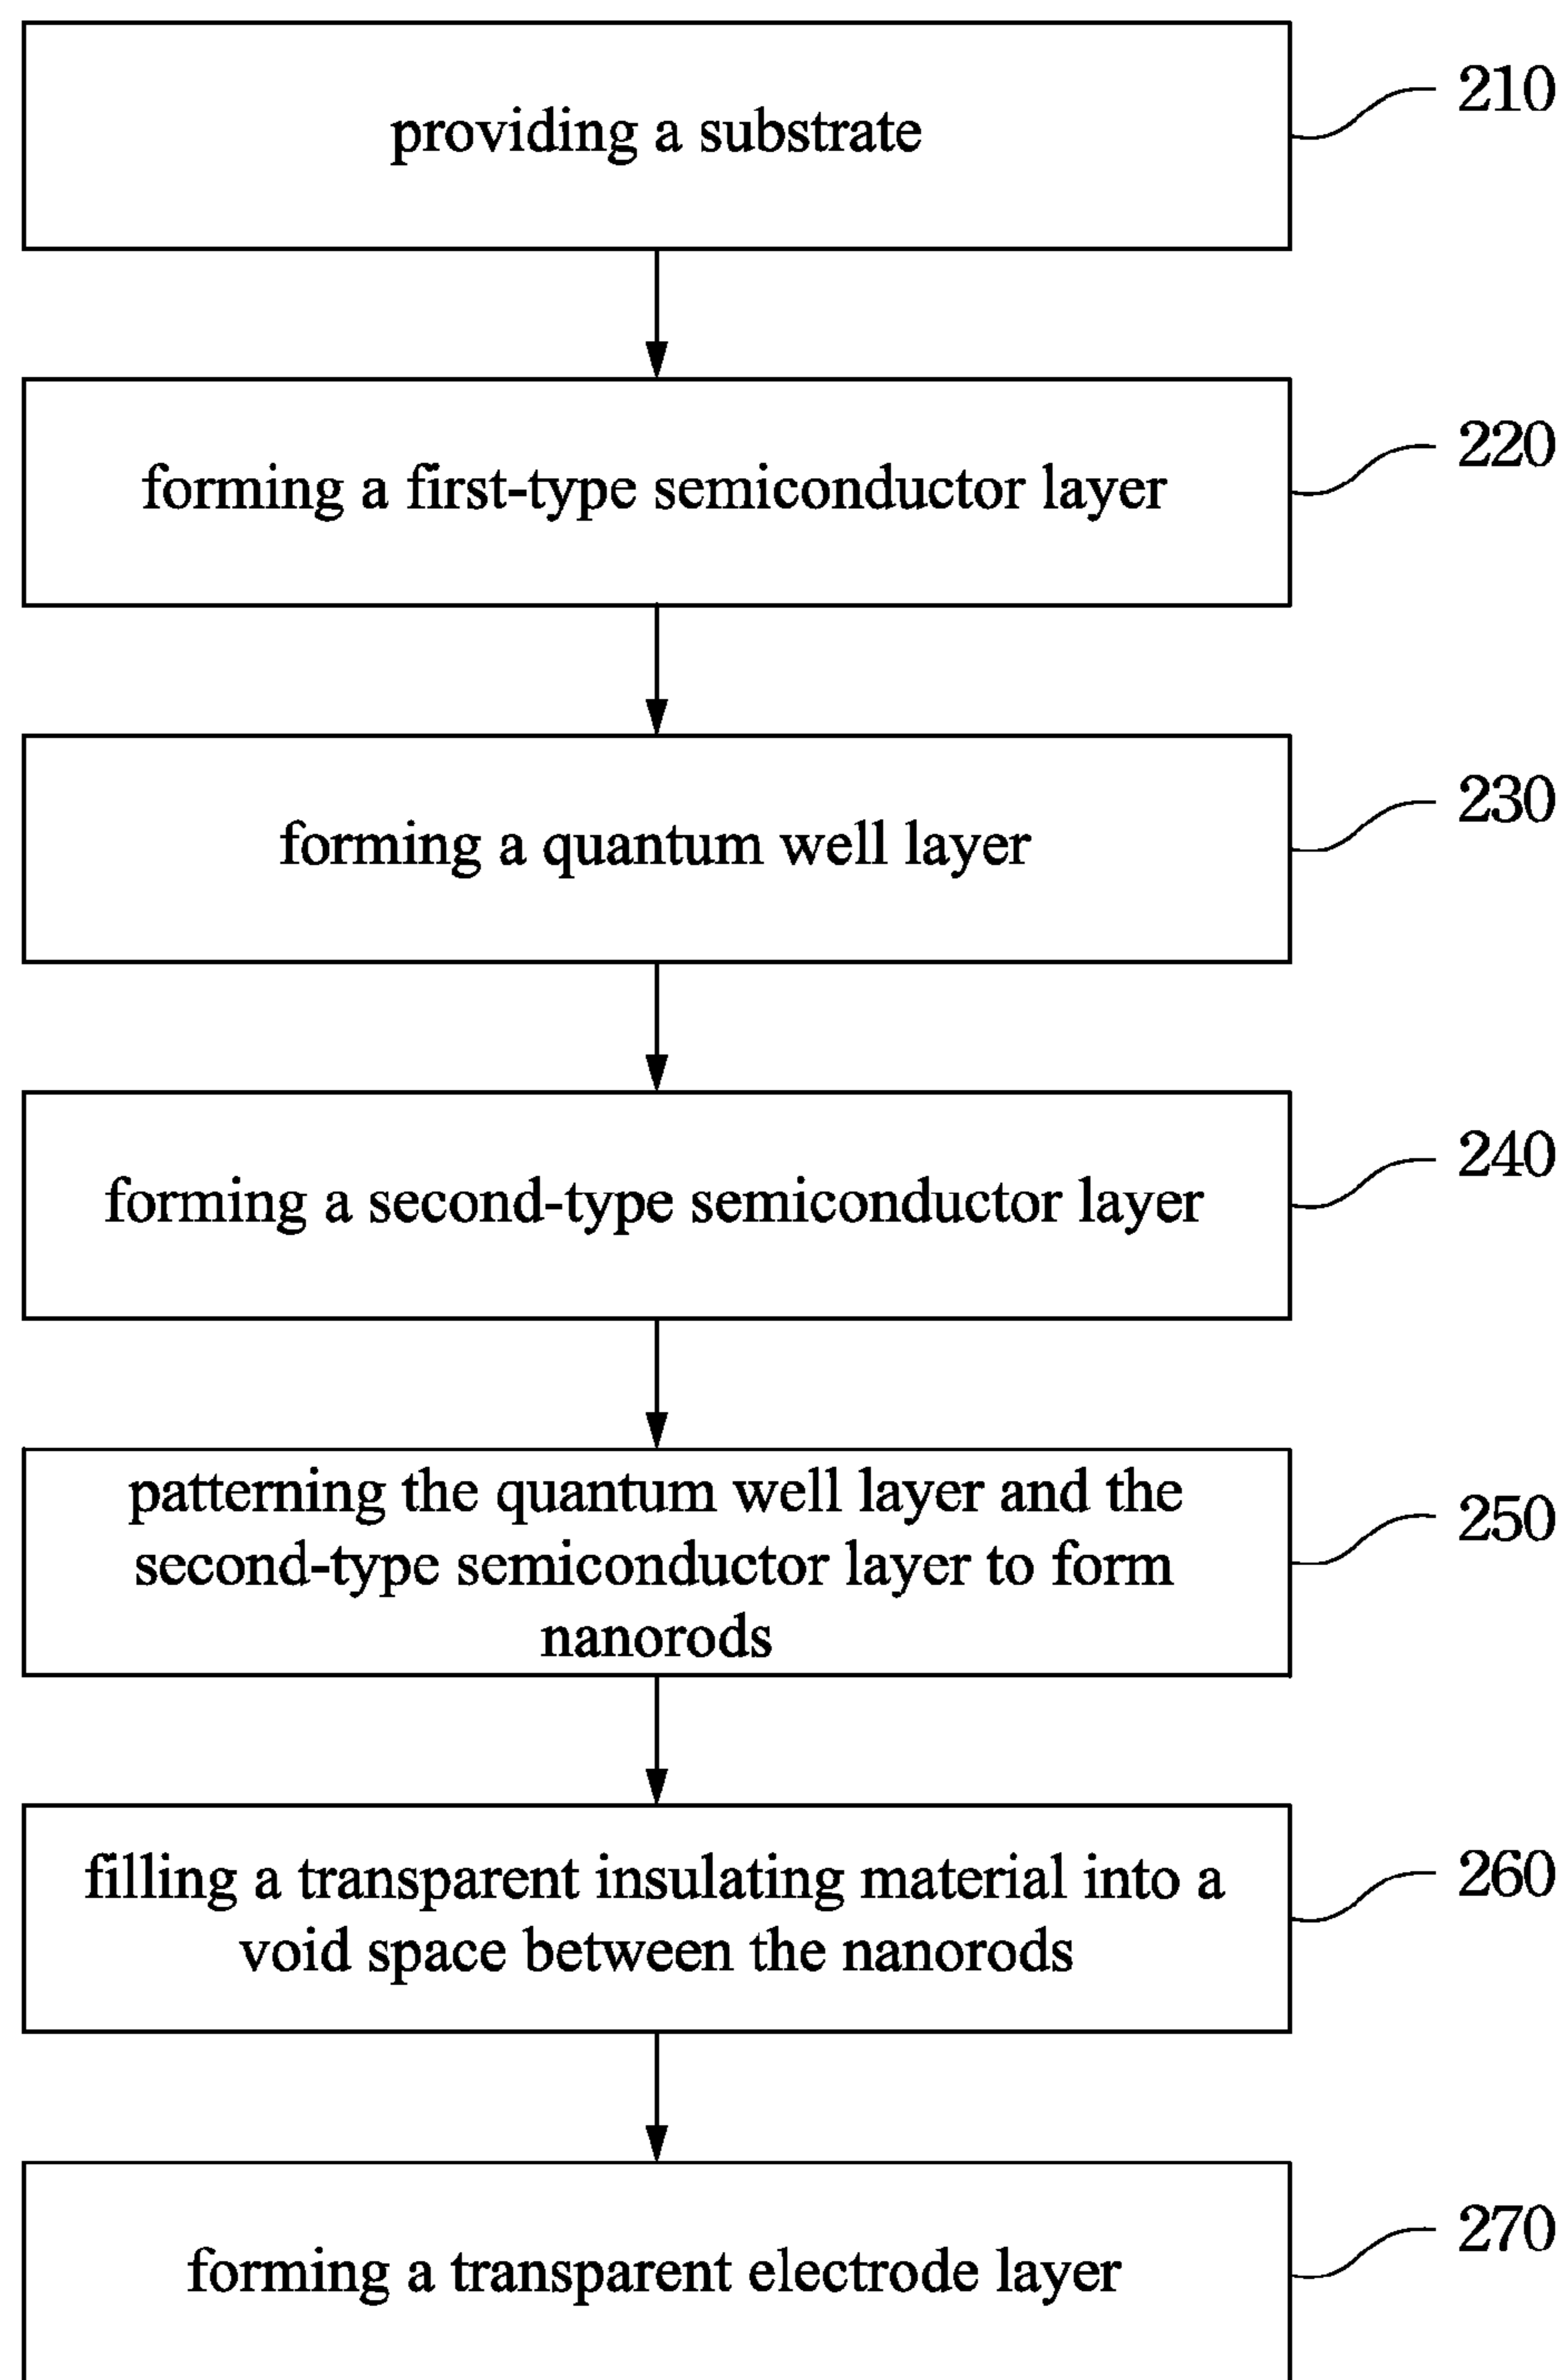 providing a substrate
210
forming a first-type semiconductor layer
220
forming a quantum well layer
230
forming a second-type semiconductor layer
240
patterning the quantum well layer and the
second-type semiconductor layer to form
nanorods
250
filling a transparent insulating material into a
void space between the nanorods
260
forming a transparent electrode layer
270